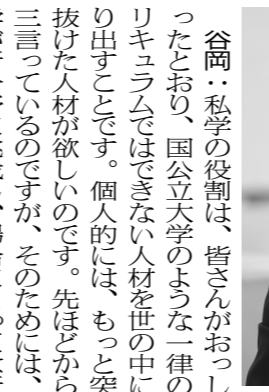 谷岡：私学の役割は、皆さんがおっし
ったとおり、国公立大学のような一律の
リキュラムではできない人材を世の中に
り出すことです。個人的には、もっと突
抜けた人材が欲しいのです。先ほどから
三言っているのですが、そのためには、